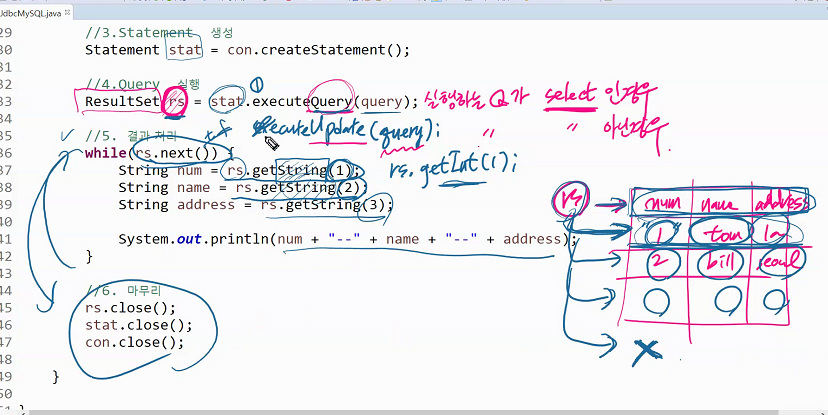 JdbcMySQL.java
29 //3.Statement 생성
30 Statement stat = con.createStatement();
31
32 //4.Query 실행 ①
33 ResultSet rs = stat.executeQuery(query); 실행하는 Q가 select 인경우
34
35 //5. 결과 처리 executeUpdate(query); " " 아닌경우
36 while(rs.next()) {
37 String num = rs.getString(1); rs.getInt(1);
38 String name = rs.getString(2);
39 String address = rs.getString(3);
40
41 System.out.println(num + "--" + name + "--" + address);
42 }
43
44 //6. 마무리
45 rs.close();
46 stat.close();
47 con.close();
48
49 }
50
51 }
rs
num name address
1 tom la
2 bill seoul